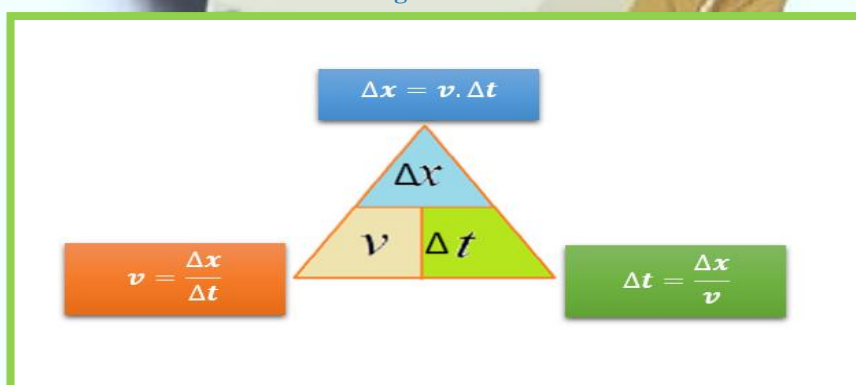 Δx = v. Δt
Δx
v Δt
v = Δx/Δt
Δt = Δx/v